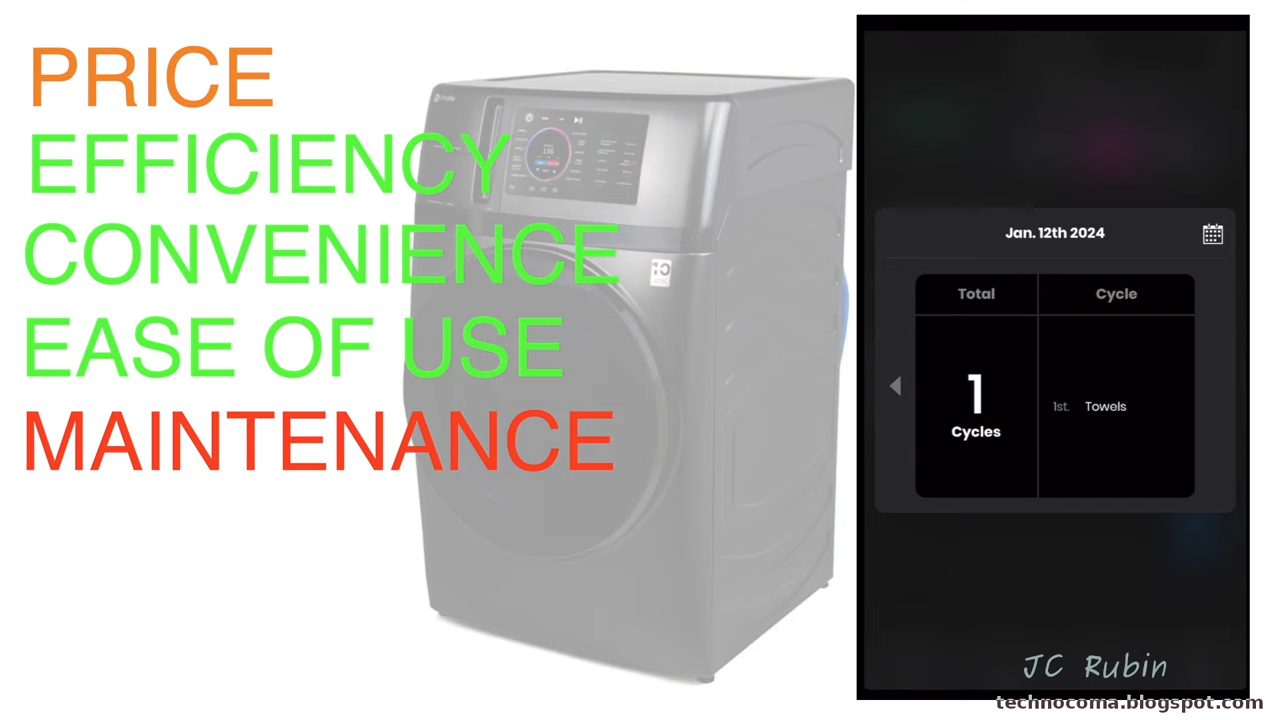 PRICE
EFFICIENCY
CONVENIENCE
EASE OF USE
MAINTENANCE
Jan. 12th 2024
Total
Cycle
1
Cycles
1st.
Towels
JC Rubin
technocoma.blogspot.com